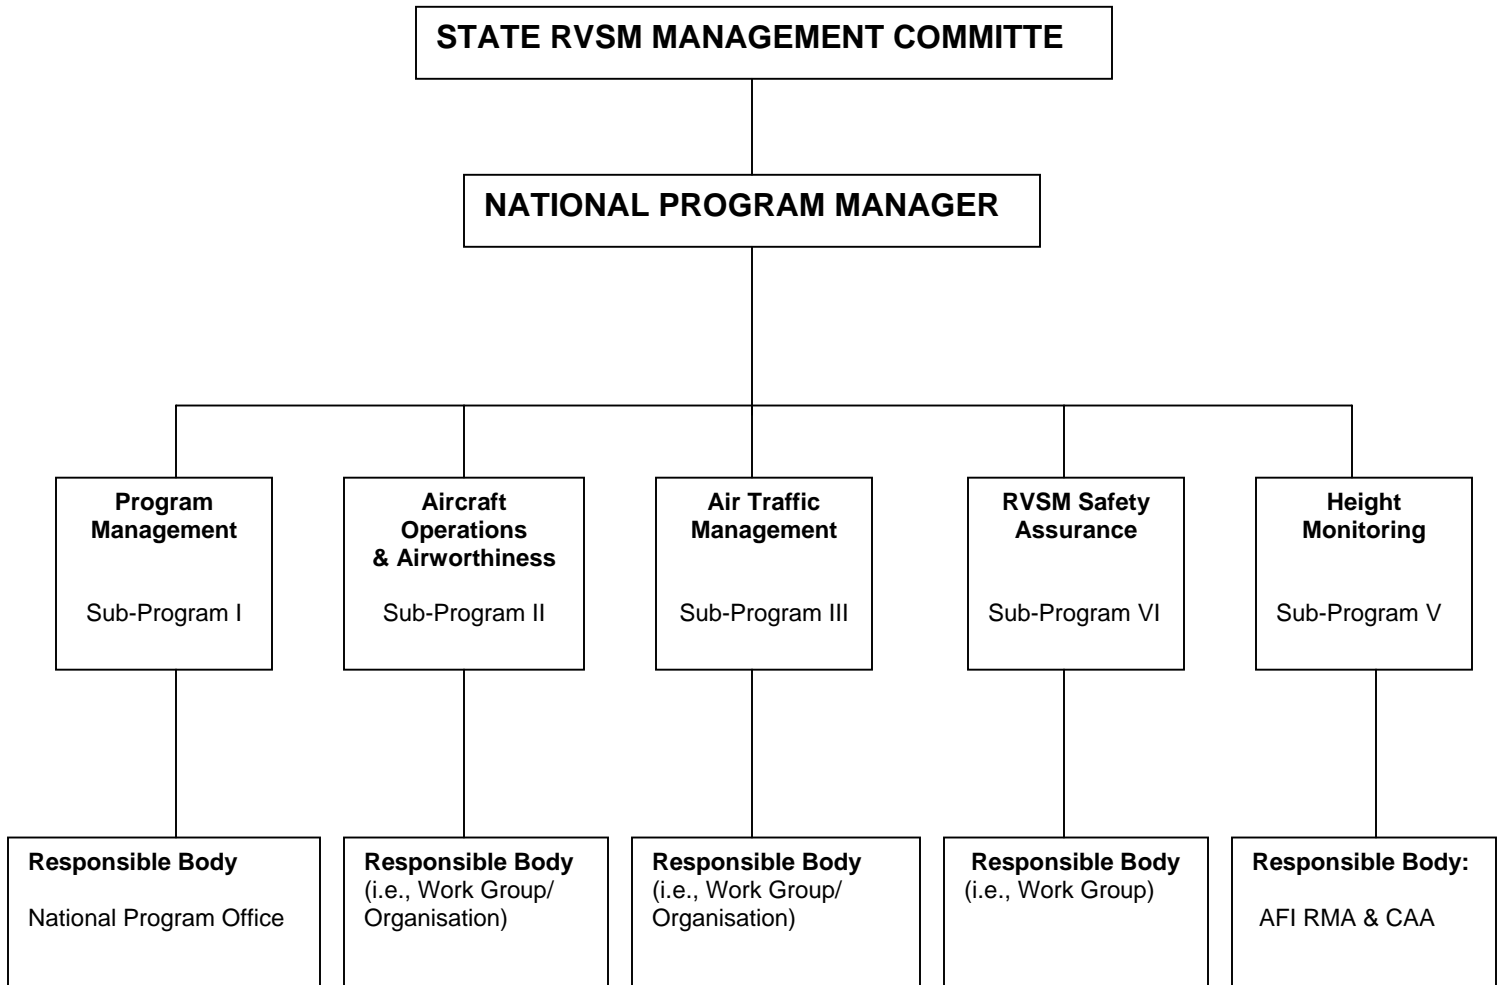 STATE RVSM MANAGEMENT COMMITTE
NATIONAL PROGRAM MANAGER
Program
Management
Sub-Program I
Aircraft
Operations
& Airworthiness
Sub-Program II
Air Traffic
Management
Sub-Program III
RVSM Safety
Assurance
Sub-Program VI
Height
Monitoring
Sub-Program V
Responsible Body
National Program Office
Responsible Body
(i.e., Work Group/
Organisation)
Responsible Body
(i.e., Work Group/
Organisation)
Responsible Body
(i.e., Work Group)
Responsible Body:
AFI RMA & CAA